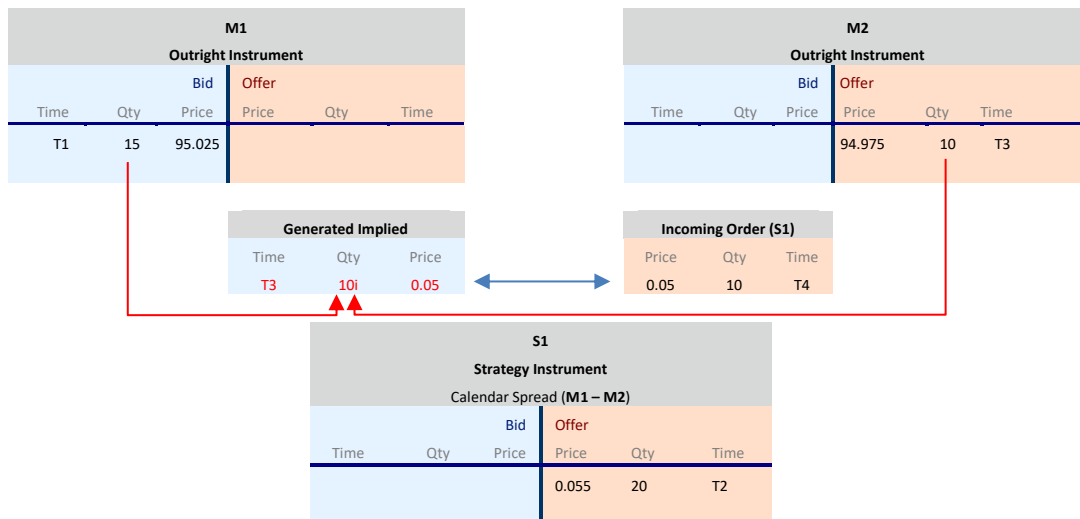 M1
Outright Instrument
Bid Offer
Time Qty Price Price Qty Time
T1 15 95.025
M2
Outright Instrument
Bid Offer
Time Qty Price Price Qty Time
94.975 10 T3
Generated Implied
Time Qty Price
T3 10i 0.05
Incoming Order (S1)
Price Qty Time
0.05 10 T4
S1
Strategy Instrument
Calendar Spread (M1 – M2)
Bid Offer
Time Qty Price Price Qty Time
0.055 20 T2